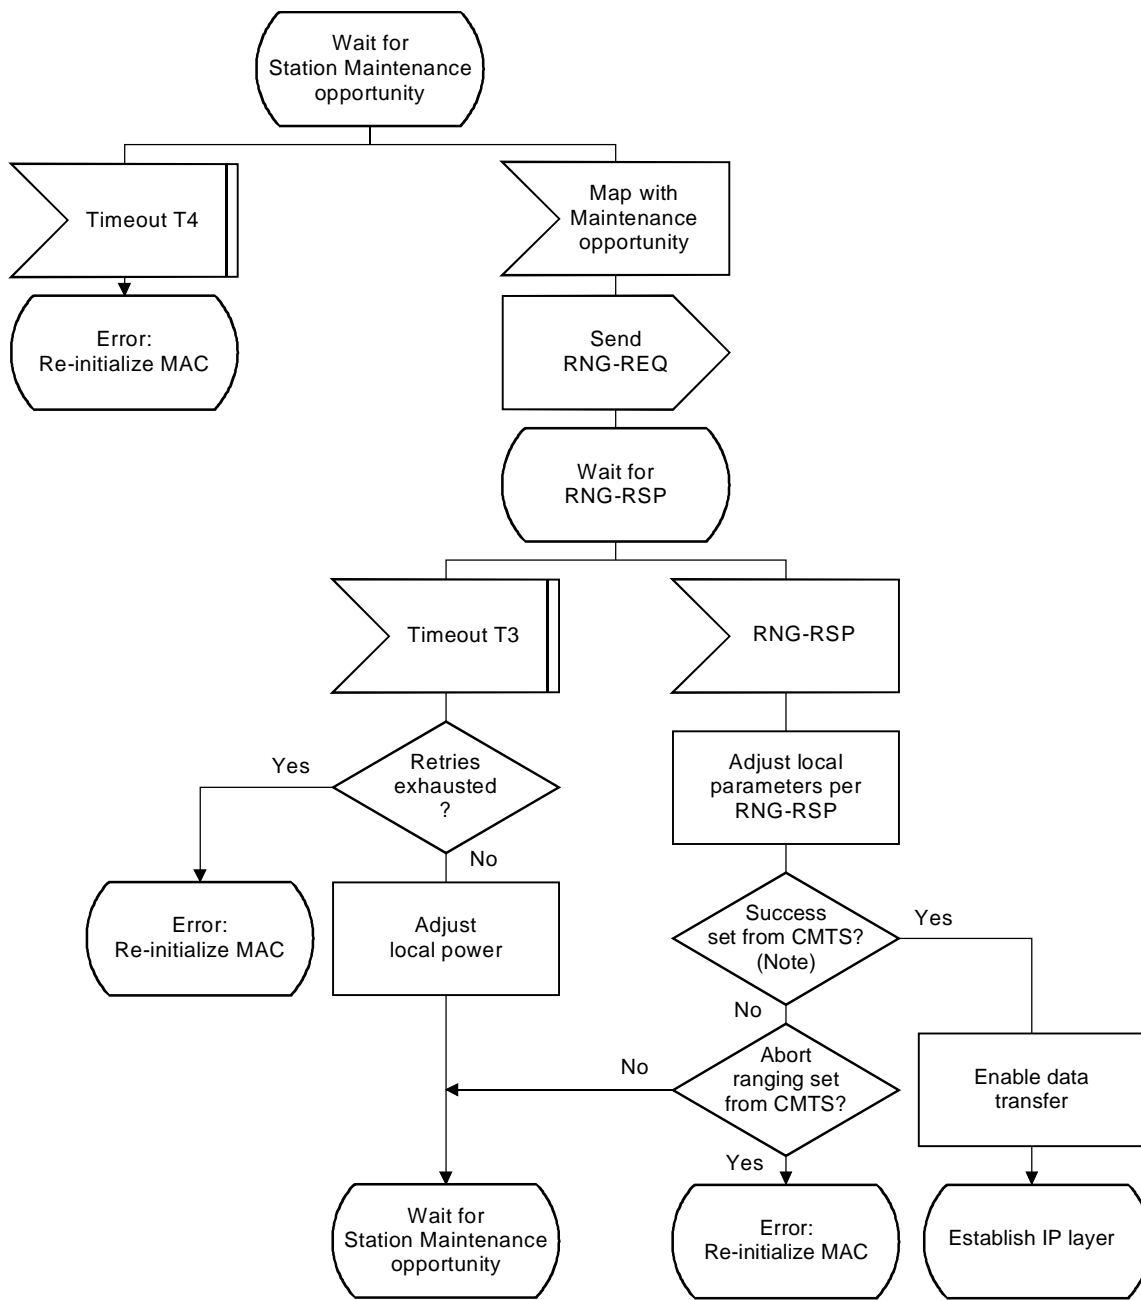 Wait for
Station Maintenance
opportunity
Timeout T4
Map with
Maintenance
opportunity
Error:
Re-initialize MAC
Send
RNG-REQ
Wait for
RNG-RSP
Timeout T3
RNG-RSP
Yes
Retries
exhausted
?
No
Adjust local
parameters per
RNG-RSP
Error:
Re-initialize MAC
Adjust
local power
Success
set from CMTS?
(Note)
Yes
No
No
Abort
ranging set
from CMTS?
Yes
Enable data
transfer
Wait for
Station Maintenance
opportunity
Error:
Re-initialize MAC
Establish IP layer